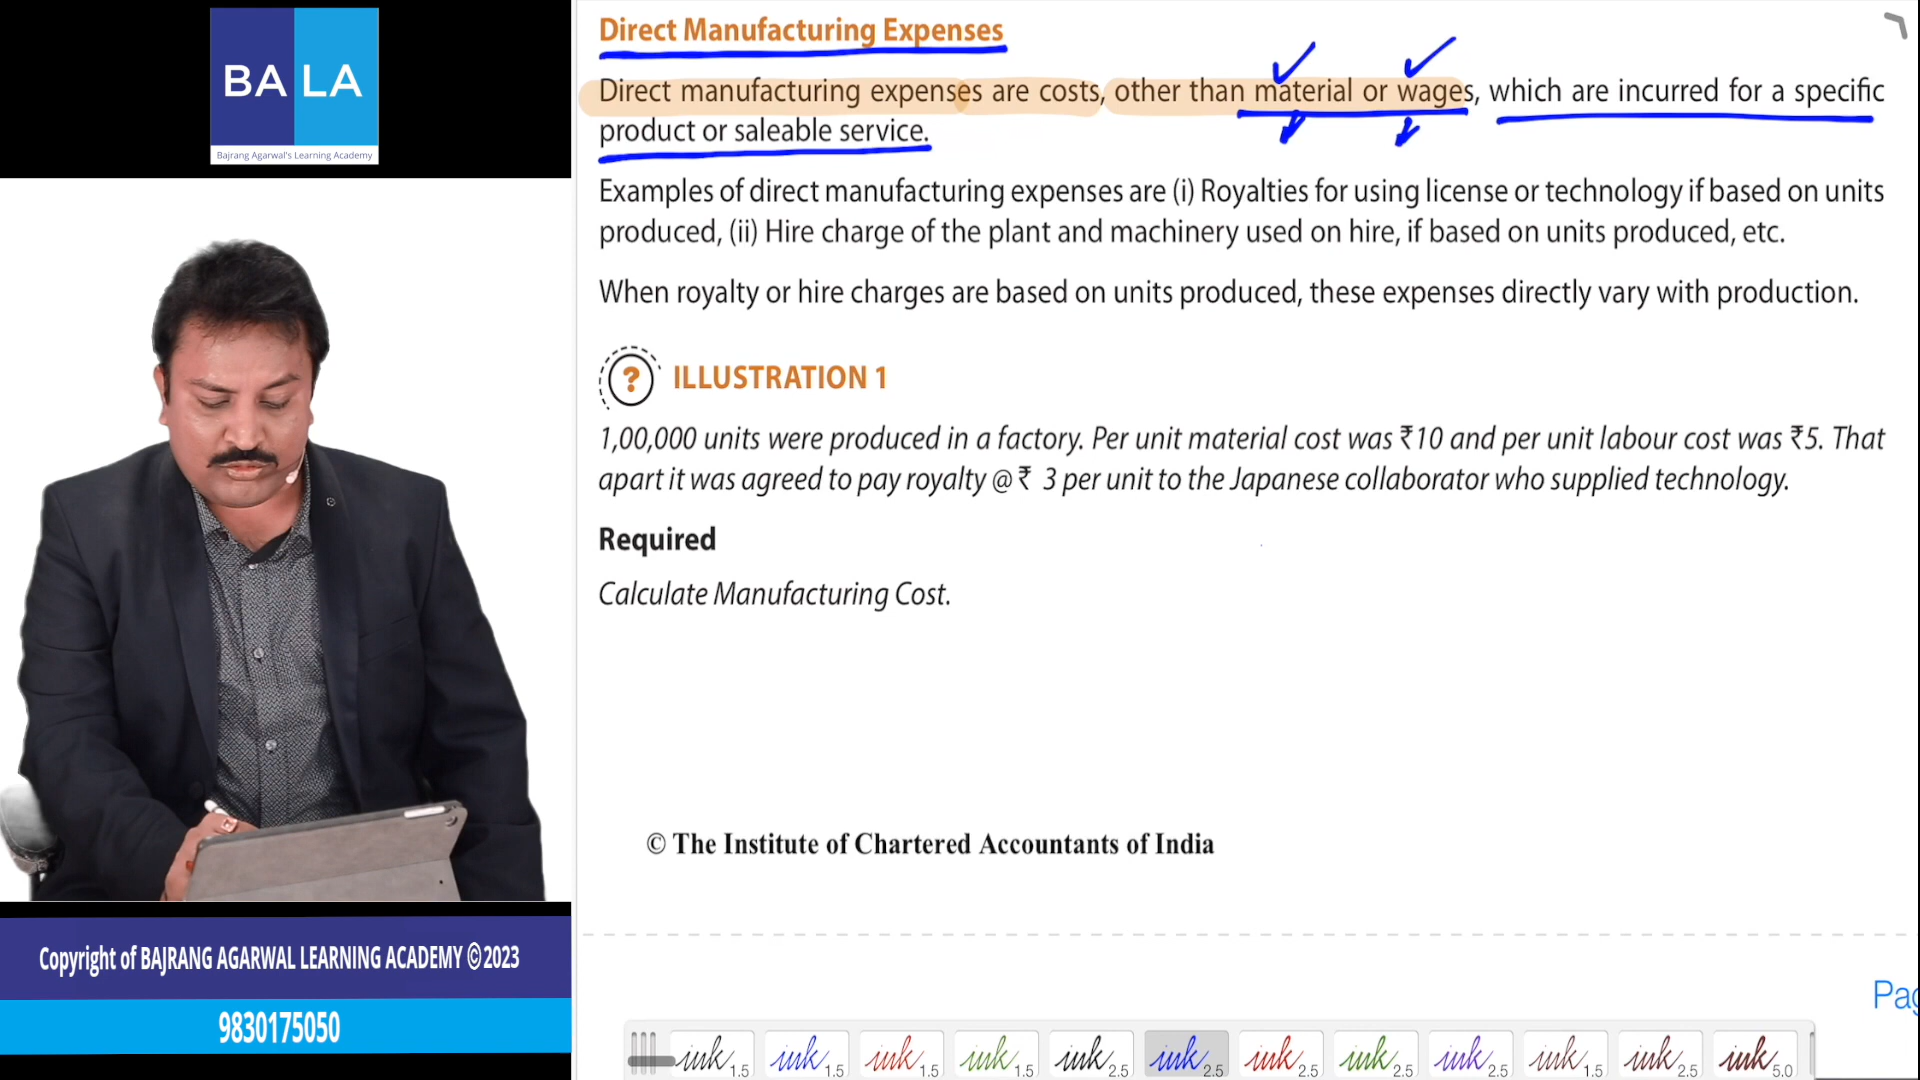 BA LA
Bajrang Agarwal's Learning Academy
Direct Manufacturing Expenses
Direct manufacturing expenses are costs, other than material or wages, which are incurred for a specific
product or saleable service.
Examples of direct manufacturing expenses are (i) Royalties for using license or technology if based on units
produced, (ii) Hire charge of the plant and machinery used on hire, if based on units produced, etc.
When royalty or hire charges are based on units produced, these expenses directly vary with production.
? ILLUSTRATION 1
1,00,000 units were produced in a factory. Per unit material cost was ₹10 and per unit labour cost was ₹5. That
apart it was agreed to pay royalty @ ₹ 3 per unit to the Japanese collaborator who supplied technology.
Required
Calculate Manufacturing Cost.
© The Institute of Chartered Accountants of India
Copyright of BAJRANG AGARWAL LEARNING ACADEMY ©2023
9830175050
ink 1.5 ink 1.5 ink 1.5 ink 1.5 ink 2.5 ink 2.5 ink 2.5 ink 2.5 ink 2.5 ink 1.5 ink 2.5 ink 5.0